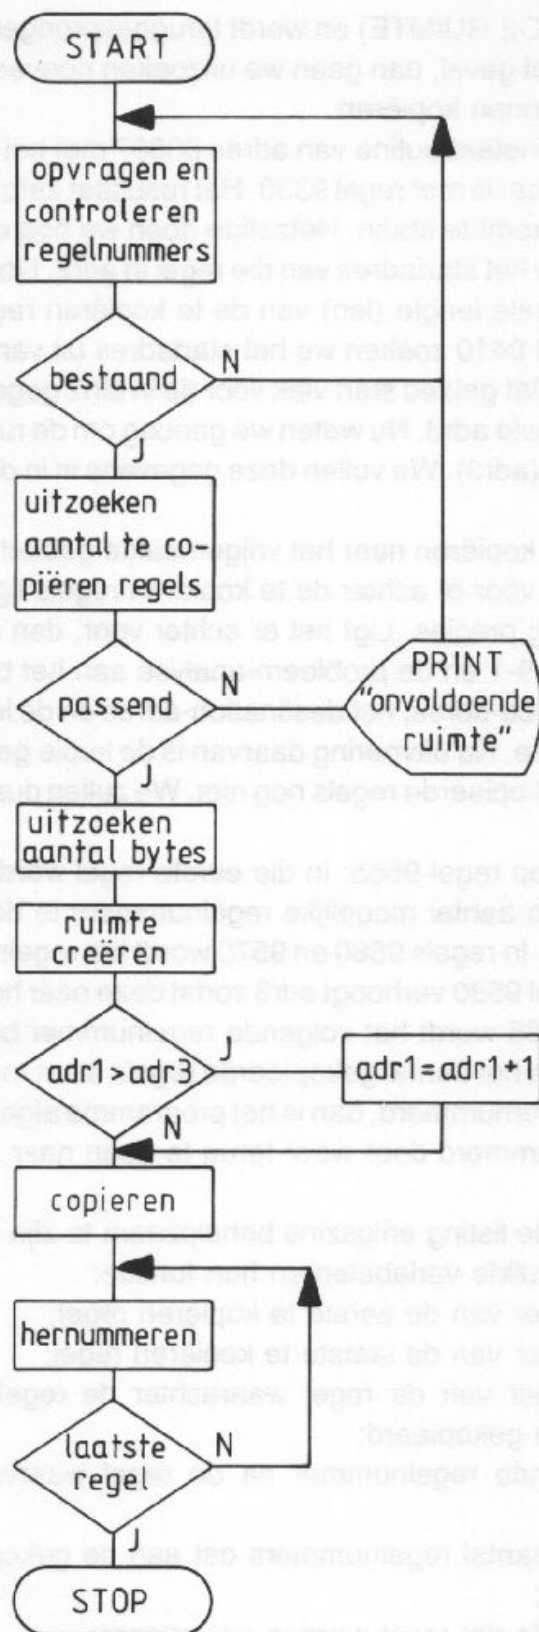 START
opvragen en
controleren
regelnummers
bestaand
N
J
uitzoeken
aantal te co-
piëren regels
passend
N
J
PRINT
"onvoldoende
ruimte"
uitzoeken
aantal bytes
ruimte
creëren
adr1>adr3
J
N
adr1=adr1+1
copieren
hernummeren
laatste
regel
N
J
STOP